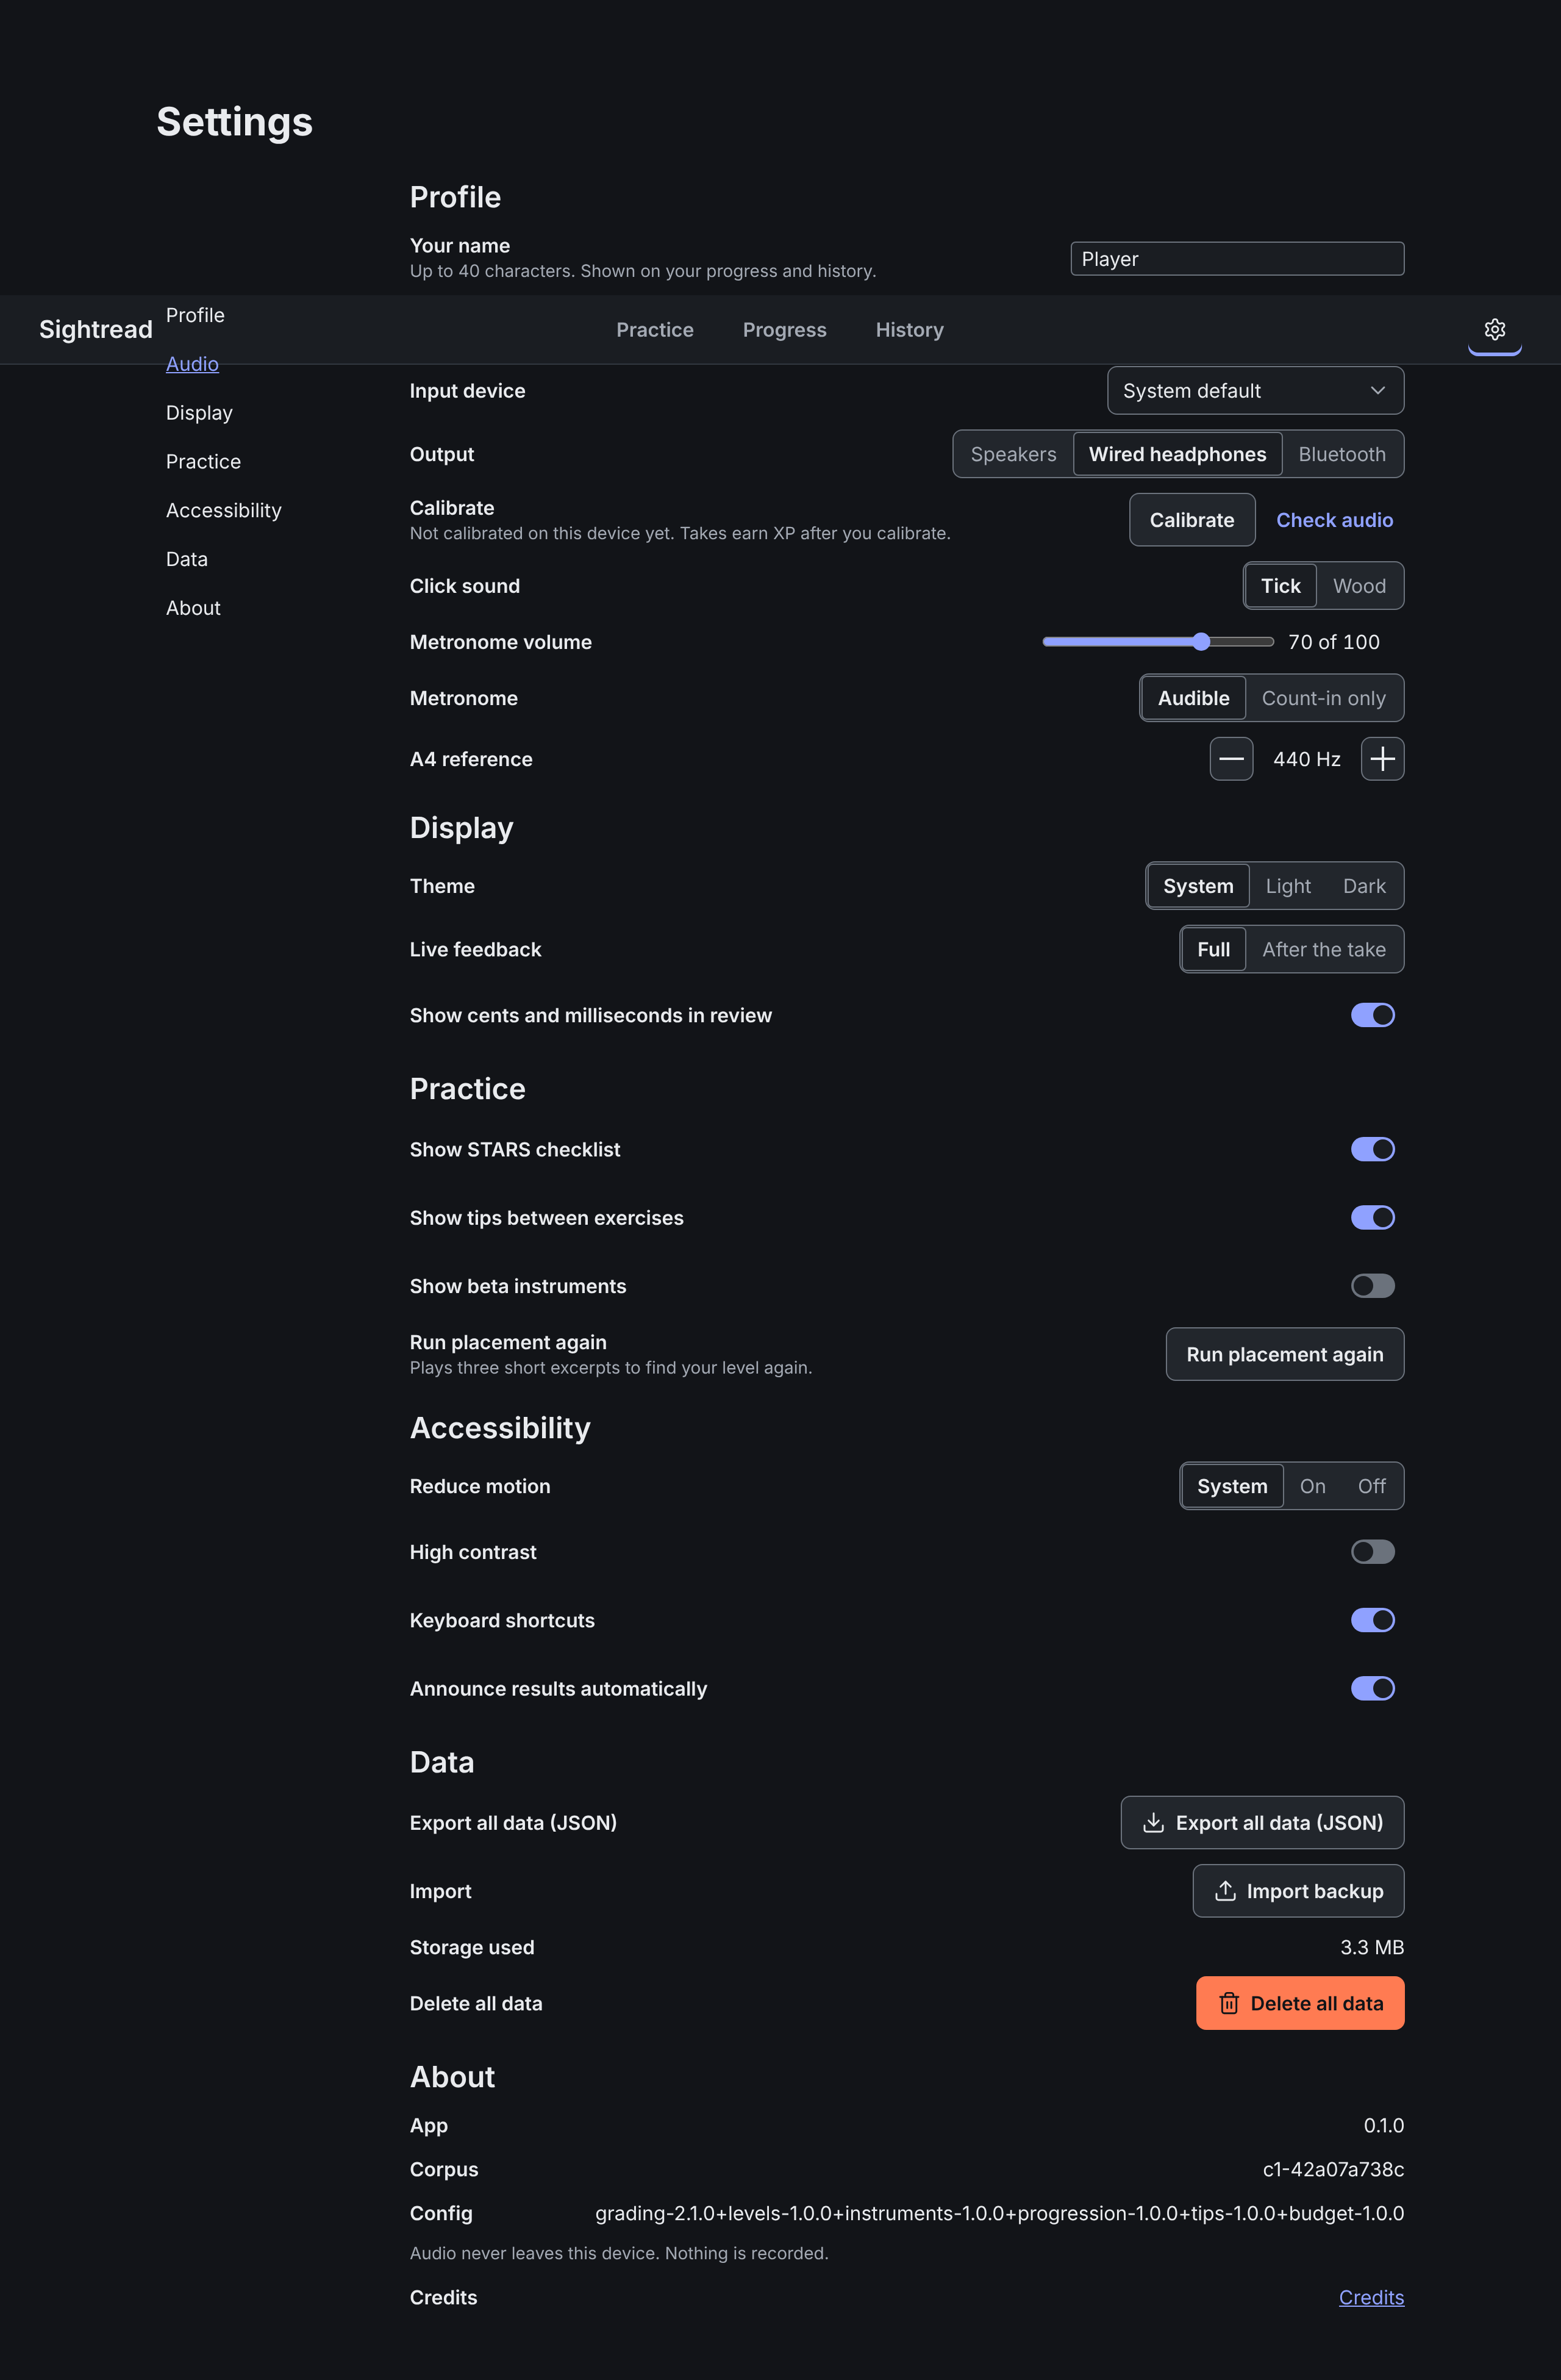 Settings
Profile
Your name
Up to 40 characters. Shown on your progress and history.
Player
Sightread
Practice
Progress
History
Profile
Audio
Display
Practice
Accessibility
Data
About
Input device
System default
Output
Speakers
Wired headphones
Bluetooth
Calibrate
Not calibrated on this device yet. Takes earn XP after you calibrate.
Calibrate
Check audio
Click sound
Tick
Wood
Metronome volume
70 of 100
Metronome
Audible
Count-in only
A4 reference
440 Hz
Display
Theme
System
Light
Dark
Live feedback
Full
After the take
Show cents and milliseconds in review
Practice
Show STARS checklist
Show tips between exercises
Show beta instruments
Run placement again
Plays three short excerpts to find your level again.
Run placement again
Accessibility
Reduce motion
System
On
Off
High contrast
Keyboard shortcuts
Announce results automatically
Data
Export all data (JSON)
Export all data (JSON)
Import
Import backup
Storage used
3.3 MB
Delete all data
Delete all data
About
App
0.1.0
Corpus
c1-42a07a738c
Config
grading-2.1.0+levels-1.0.0+instruments-1.0.0+progression-1.0.0+tips-1.0.0+budget-1.0.0
Audio never leaves this device. Nothing is recorded.
Credits
Credits